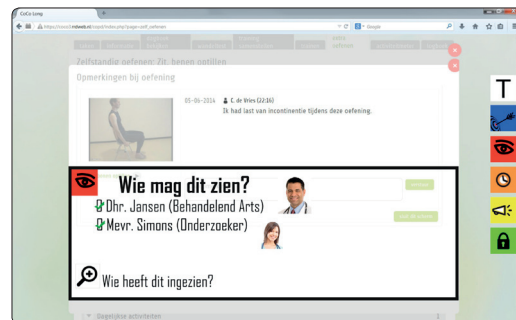 CoCo Long
Google
Zelfstandig oefenen: Zit, benen optillen
Opmerkingen bij oefening
05-06-2014 E. de Vries (22:16)
Ik had last van incontinentie tijdens deze oefening.
T
Wie mag dit zien?
Dhr. Jansen (Behandelend Arts)
Mevr. Simons (Onderzoeker)
Wie heeft dit ingezien?
Dagelijkse activiteiten